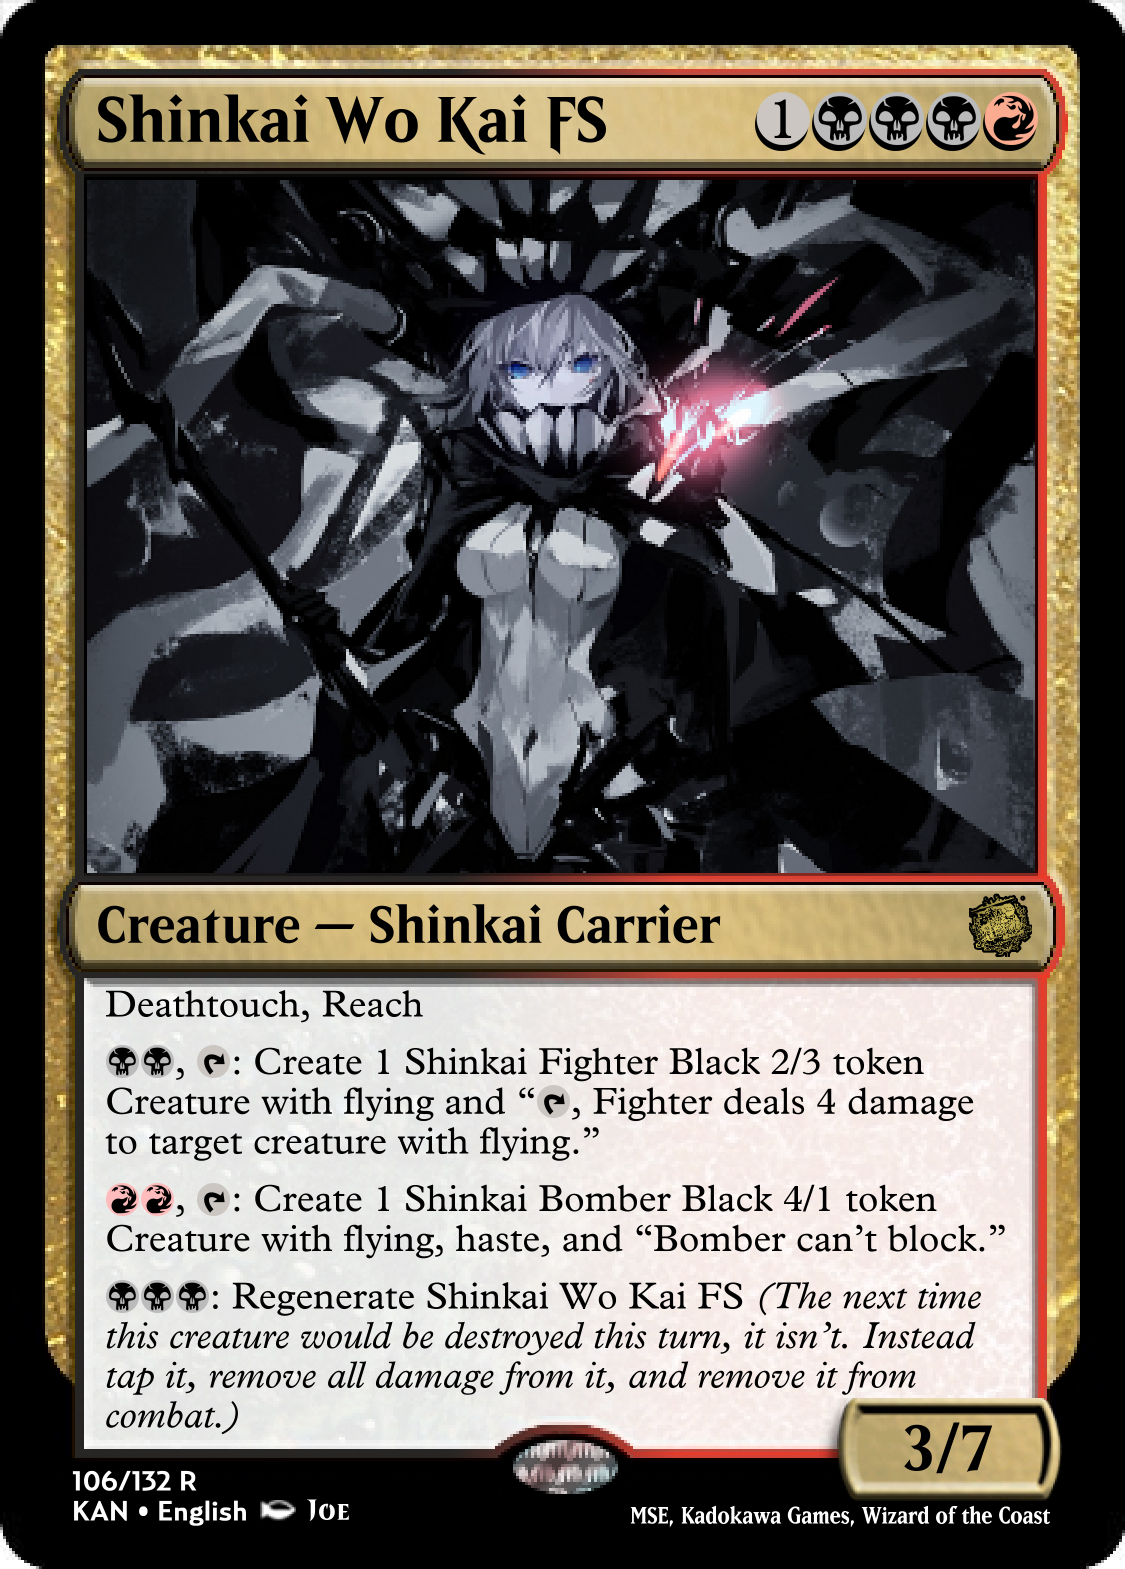 Shinkai Wo Kai FS 1
Creature — Shinkai Carrier
Deathtouch, Reach
, : Create 1 Shinkai Fighter Black 2/3 token
Creature with flying and “, Fighter deals 4 damage
to target creature with flying.”
, : Create 1 Shinkai Bomber Black 4/1 token
Creature with flying, haste, and “Bomber can’t block.”
: Regenerate Shinkai Wo Kai FS (The next time
this creature would be destroyed this turn, it isn’t. Instead
tap it, remove all damage from it, and remove it from
combat.)
3/7
106/132 R
KAN • English JOE
MSE, Kadokawa Games, Wizard of the Coast